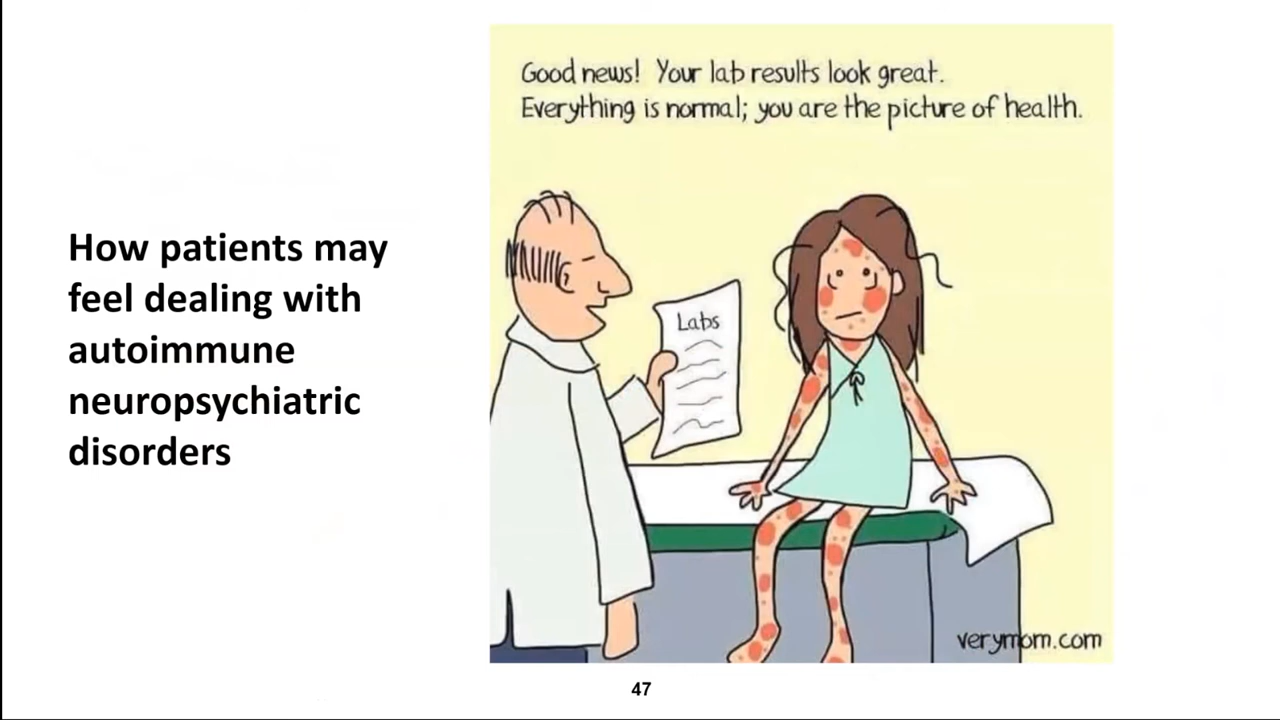 Good news! Your lab results look great.
Everything is normal; you are the picture of health.
How patients may
feel dealing with
autoimmune
neuropsychiatric
disorders
Labs
verymom.com
47